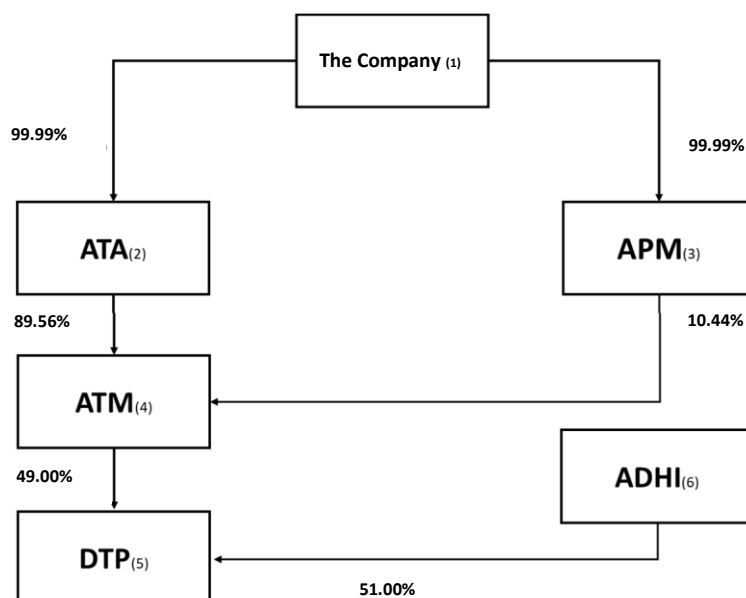 The Company (1)
99.99%
99.99%
ATA(2)
APM(3)
89.56%
10.44%
ATM(4)
49.00%
ADHI(6)
DTP(5)
51.00%